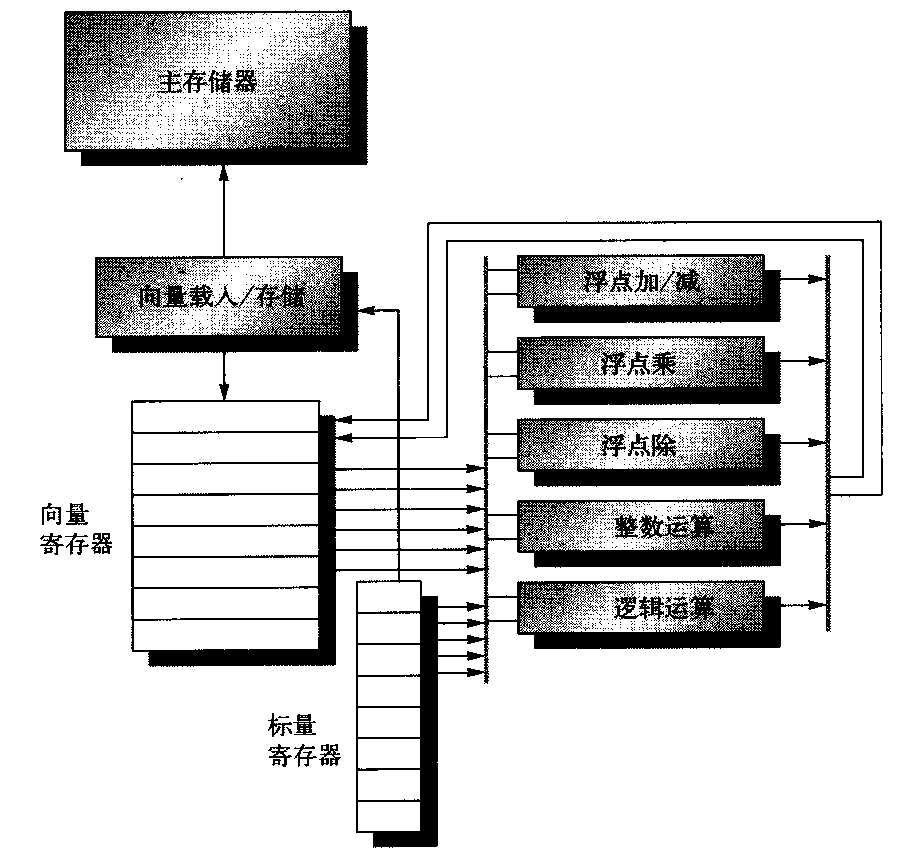 主存储器
向量载入/存储
浮点加/减
浮点乘
浮点除
整数运算
逻辑运算
向量
寄存器
标量
寄存器